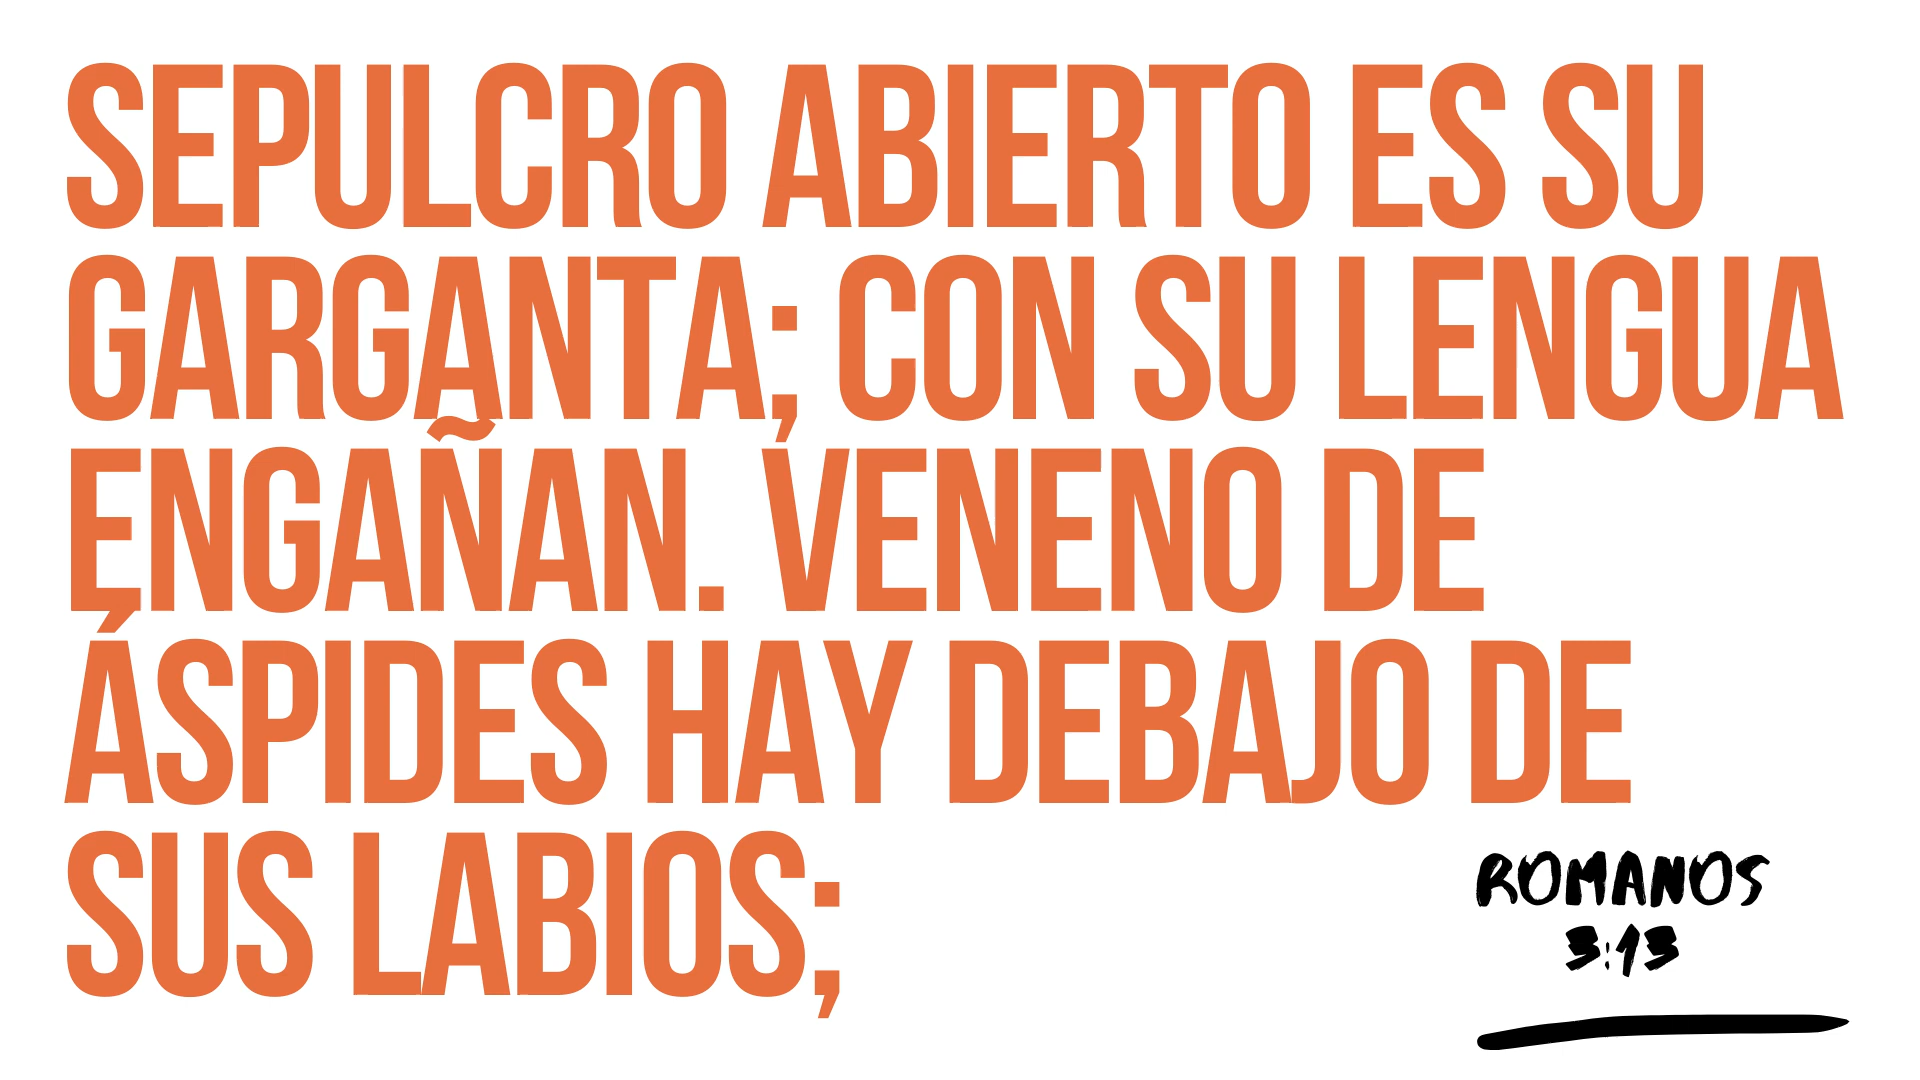 SEPULCRO ABIERTO ES SU
GARGANTA; CON SU LENGUA
ENGAÑAN. VENENO DE
ÁSPIDES HAY DEBAJO DE
SUS LABIOS;
ROMANOS
3:13